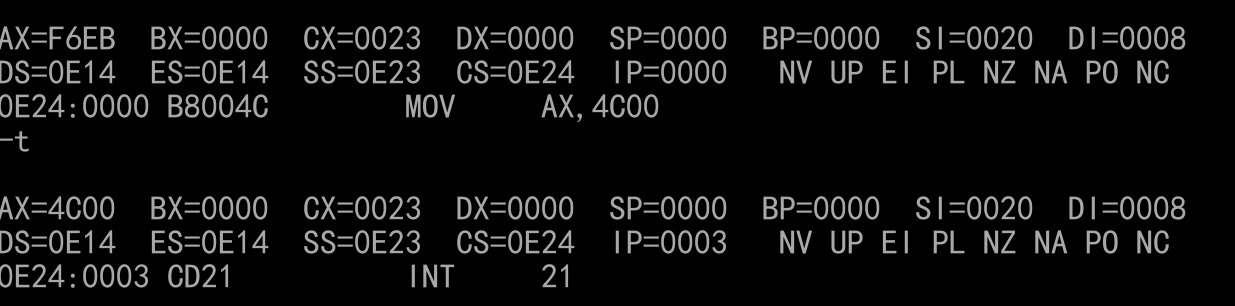 AX=F6EB  BX=0000  CX=0023  DX=0000  SP=0000  BP=0000  SI=0020  DI=0008
DS=0E14  ES=0E14  SS=0E23  CS=0E24  IP=0000   NV UP EI PL NZ NA PO NC
0E24:0000 B8004C        MOV     AX,4C00
-t
AX=4C00  BX=0000  CX=0023  DX=0000  SP=0000  BP=0000  SI=0020  DI=0008
DS=0E14  ES=0E14  SS=0E23  CS=0E24  IP=0003   NV UP EI PL NZ NA PO NC
0E24:0003 CD21          INT     21